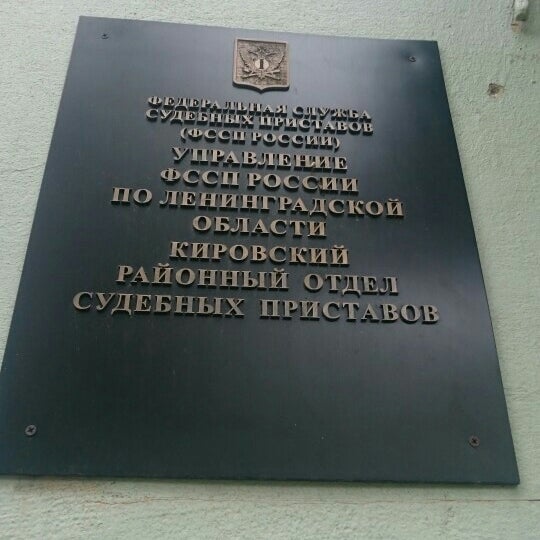 ФЕДЕРАЛЬНАЯ СЛУЖБА
СУДЕБНЫХ ПРИСТАВОВ
(ФССП РОССИИ)
УПРАВЛЕНИЕ
ФССП РОССИИ
ПО ЛЕНИНГРАДСКОЙ
ОБЛАСТИ
КИРОВСКИЙ
РАЙОННЫЙ ОТДЕЛ
СУДЕБНЫХ ПРИСТАВОВ